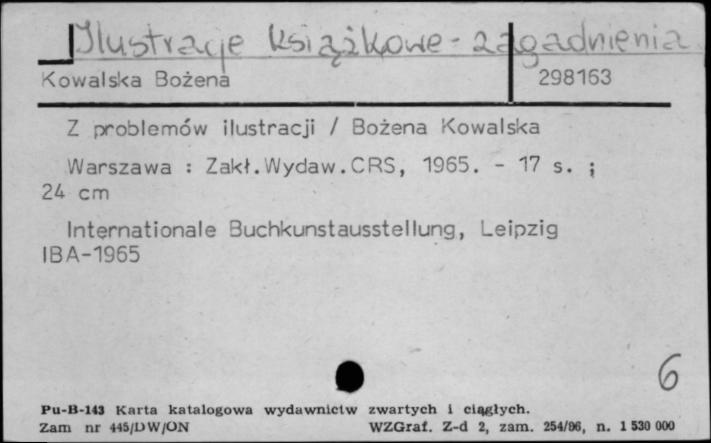 Ilustracje książkowe - zagadnienia
Kowalska Bożena 298163
Z problemów ilustracji / Bożena Kowalska
Warszawa : Zakł.Wydaw.CRS, 1965. - 17 s. ;
24 cm
Internationale Buchkunstausstellung, Leipzig
IBA-1965
6
Pu-B-143 Karta katalogowa wydawnictw zwartych i ciągłych.
Zam nr 445/DW/ON WZGraf. Z-d 2, zam. 254/86, n. 1 530 000